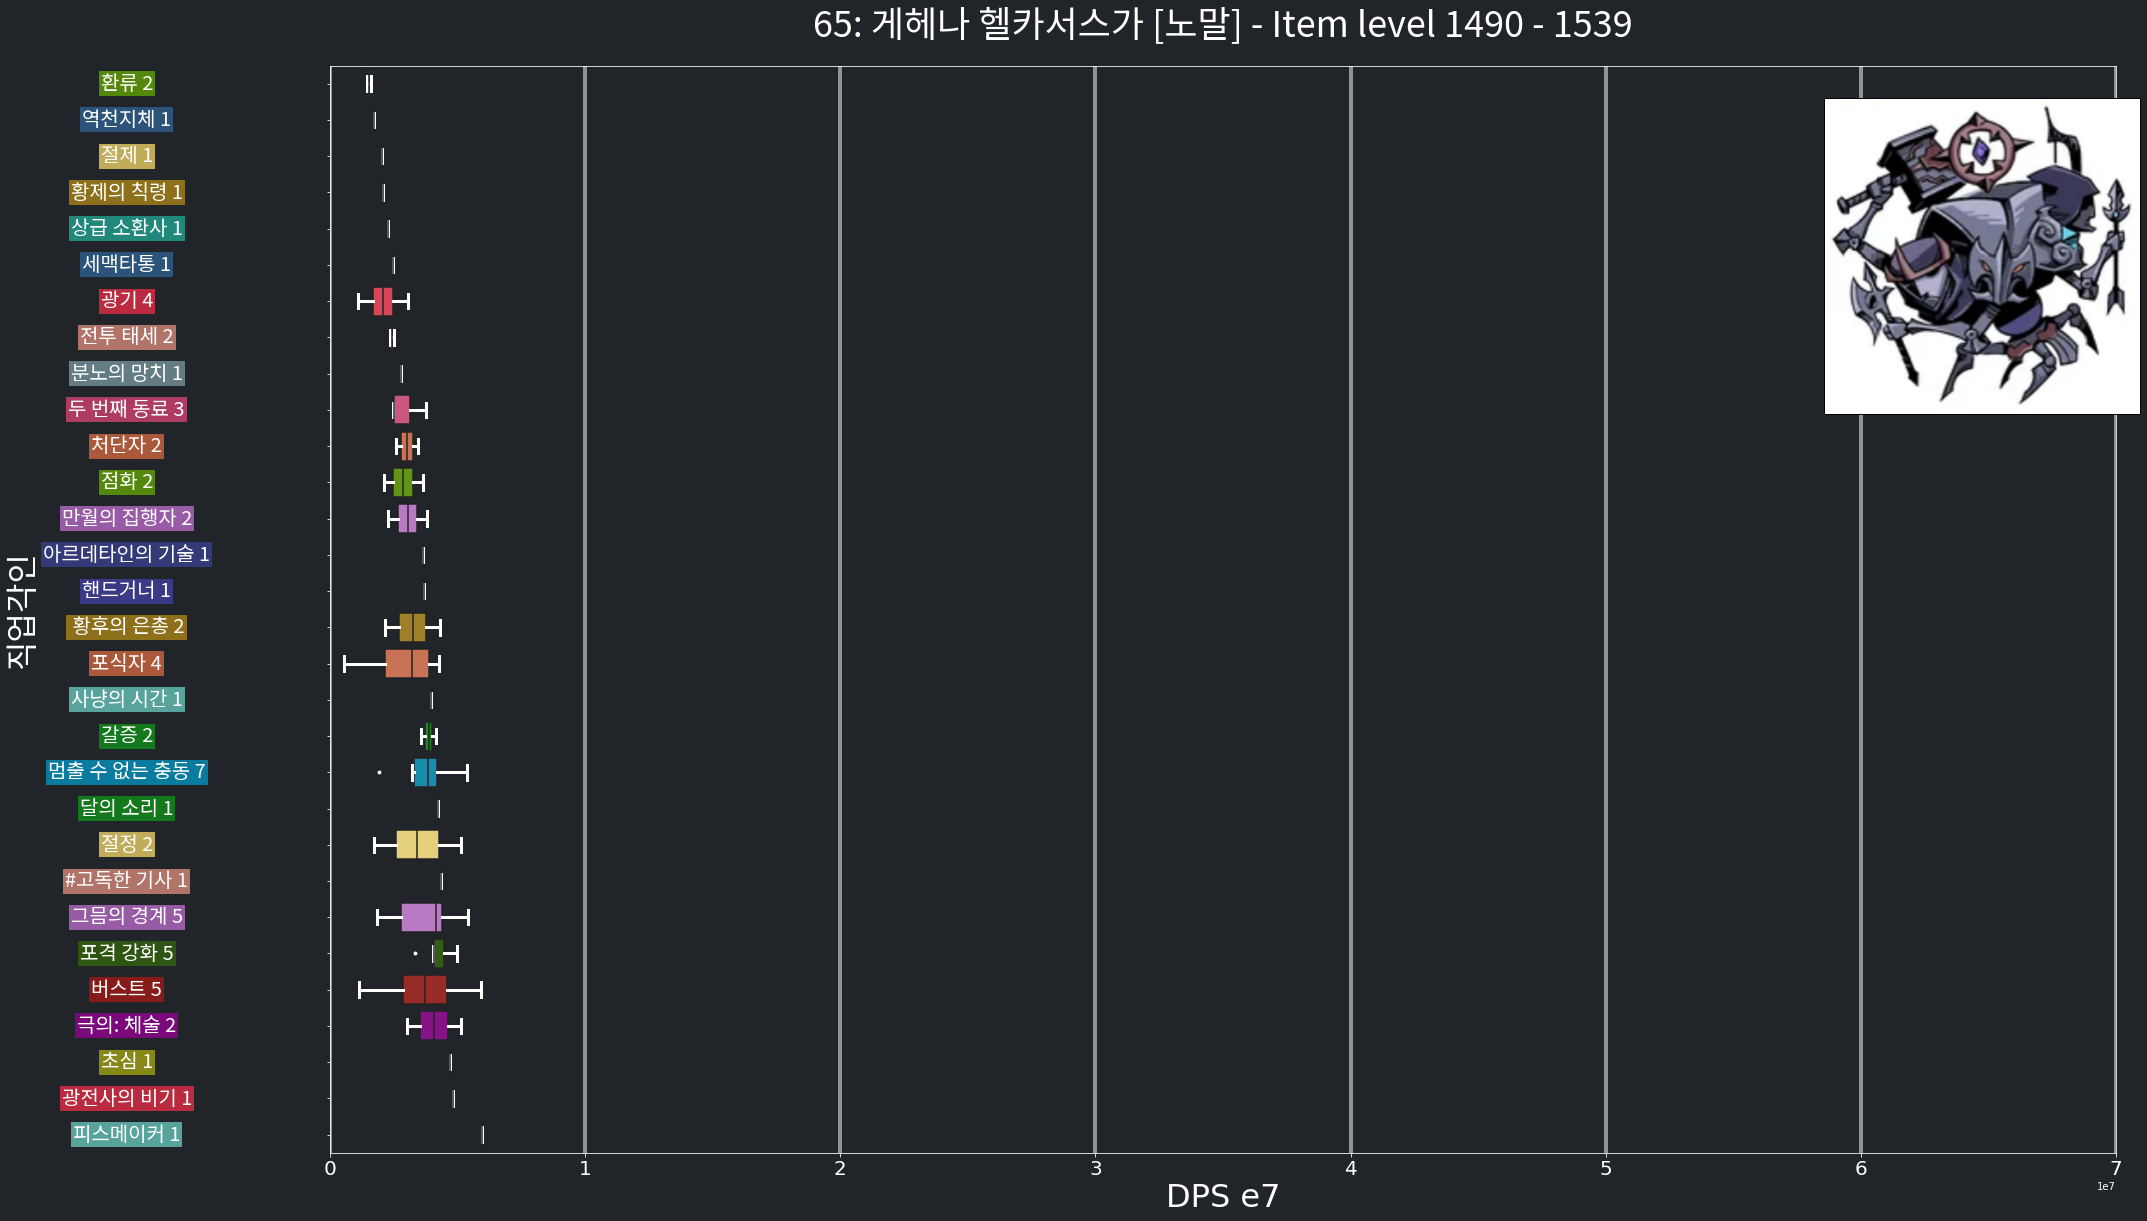 65: 게헤나 헬카서스가 [노말] - Item level 1490 - 1539
환류 2
역천지체 1
절제 1
황제의 칙령 1
상급 소환사 1
세맥타통 1
광기 4
전투 태세 2
분노의 망치 1
두 번째 동료 3
처단자 2
점화 2
만월의 집행자 2
아르데타인의 기술 1
핸드거너 1
황후의 은총 2
포식자 4
사냥의 시간 1
갈증 2
멈출 수 없는 충동 7
달의 소리 1
절정 2
#고독한 기사 1
그믐의 경계 5
포격 강화 5
버스트 5
극의: 체술 2
초심 1
광전사의 비기 1
피스메이커 1
직업각인
0 1 2 3 4 5 6 7
1e7
DPS e7